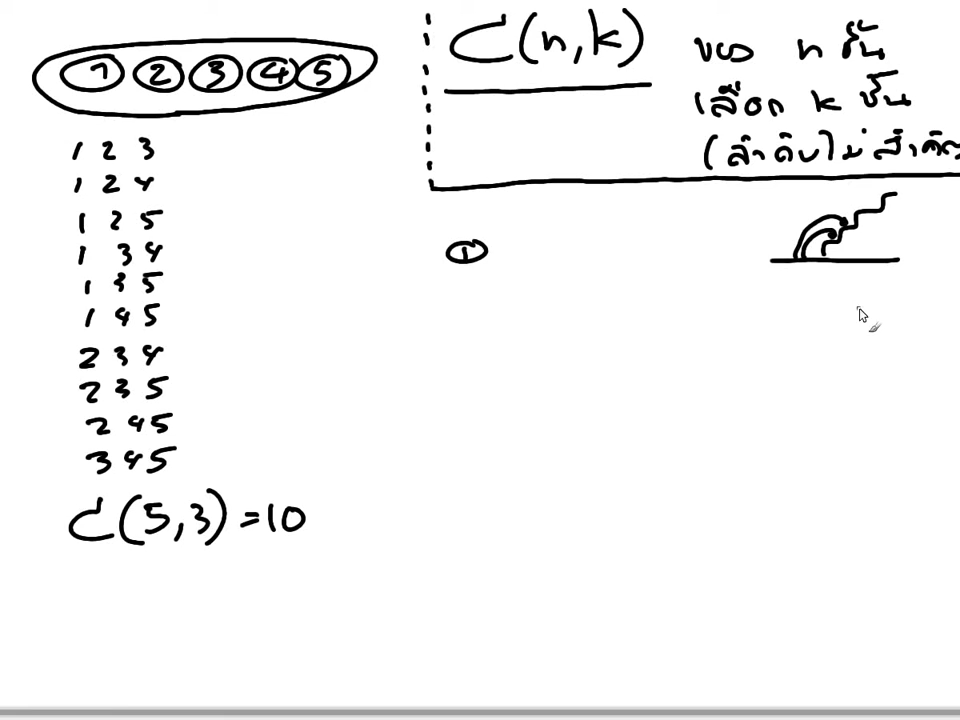 1 2 3 4 5
1 2 3
1 2 4
1 2 5
1 3 4
1 3 5
1 4 5
2 3 4
2 3 5
2 4 5
3 4 5
C(5,3)=10
C(n,k)
ของ n ชิ้น
เลือก k ชิ้น
(ลำดับไม่สำคัญ
1